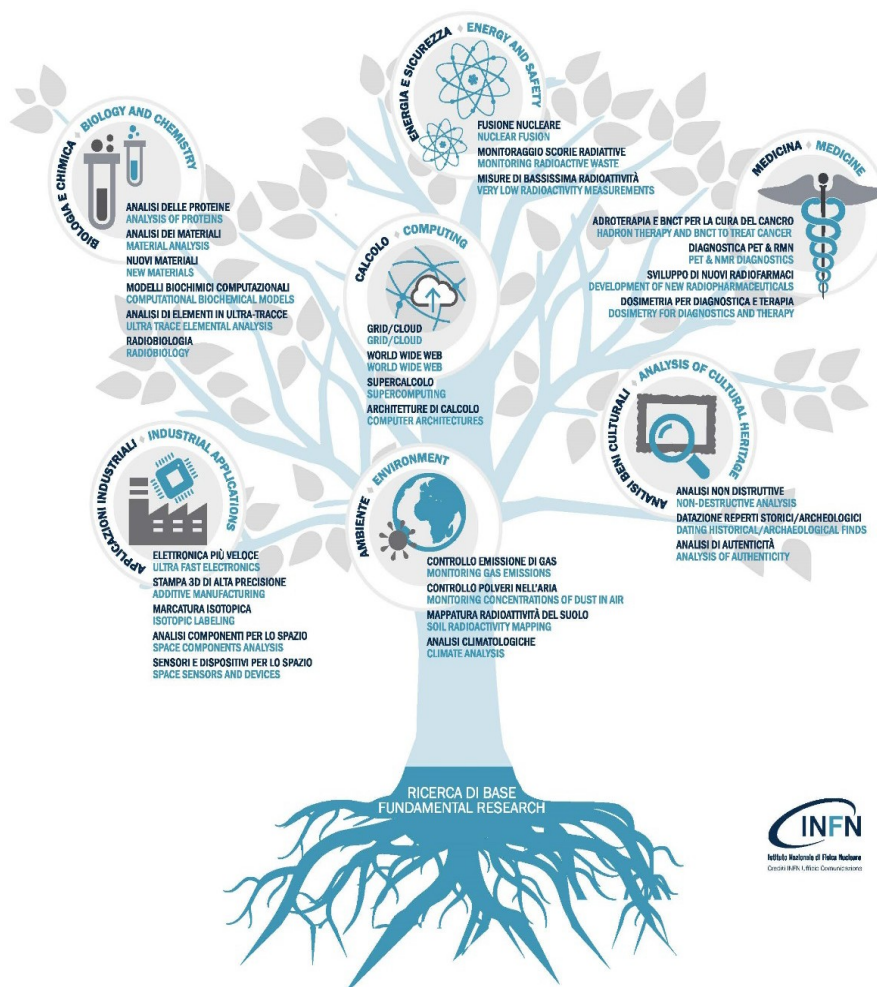 ENERGIA E SICUREZZA ♦ ENERGY AND SAFETY
FUSIONE NUCLEARE
NUCLEAR FUSION
MONITORAGGIO SCORIE RADIATTIVE
MONITORING RADIOACTIVE WASTE
MISURE DI BASSISSIMA RADIOATTIVITÀ
VERY LOW RADIOACTIVITY MEASUREMENTS
BIOLOGIA E CHIMICA ♦ BIOLOGY AND CHEMISTRY
ANALISI DELLE PROTEINE
ANALYSIS OF PROTEINS
ANALISI DEI MATERIALI
MATERIAL ANALYSIS
NUOVI MATERIALI
NEW MATERIALS
MODELLI BIOCHIMICI COMPUTAZIONALI
COMPUTATIONAL BIOCHEMICAL MODELS
ANALISI DI ELEMENTI IN ULTRA-TRACCE
ULTRA TRACE ELEMENTAL ANALYSIS
RADIOBIOLOGIA
RADIOBIOLOGY
MEDICINA ♦ MEDICINE
ADROTERAPIA E BNCT PER LA CURA DEL CANCRO
HADRON THERAPY AND BNCT TO TREAT CANCER
DIAGNOSTICA PET & RMN
PET & NMR DIAGNOSTICS
SVILUPPO DI NUOVI RADIOFARMACI
DEVELOPMENT OF NEW RADIOPHARMACEUTICALS
DOSIMETRIA PER DIAGNOSTICA E TERAPIA
DOSIMETRY FOR DIAGNOSTICS AND THERAPY
CALCOLO ♦ COMPUTING
GRID/CLOUD
GRID/CLOUD
WORLD WIDE WEB
WORLD WIDE WEB
SUPERCALCOLO
SUPERCOMPUTING
ARCHITETTURE DI CALCOLO
COMPUTER ARCHITECTURES
ANALISI BENI CULTURALI ♦ ANALYSIS OF CULTURAL HERITAGE
ANALISI NON DISTRUTTIVE
NON-DESTRUCTIVE ANALYSIS
DATAZIONE REPERTI STORICI/ARCHEOLOGICI
DATING HISTORICAL/ARCHAEOLOGICAL FINDS
ANALISI DI AUTENTICITÀ
ANALYSIS OF AUTHENTICITY
APPLICAZIONI INDUSTRIALI ♦ INDUSTRIAL APPLICATIONS
ELETTRONICA PIÙ VELOCE
ULTRA FAST ELECTRONICS
STAMPA 3D DI ALTA PRECISIONE
ADDITIVE MANUFACTURING
MARCATURA ISOTOPICA
ISOTOPIC LABELING
ANALISI COMPONENTI PER LO SPAZIO
SPACE COMPONENTS ANALYSIS
SENSORI E DISPOSITIVI PER LO SPAZIO
SPACE SENSORS AND DEVICES
AMBIENTE ♦ ENVIRONMENT
CONTROLLO EMISSIONE DI GAS
MONITORING GAS EMISSIONS
CONTROLLO POLVERI NELL'ARIA
MONITORING CONCENTRATIONS OF DUST IN AIR
MAPPATURA RADIOATTIVITÀ DEL SUOLO
SOIL RADIOACTIVITY MAPPING
ANALISI CLIMATOLOGICHE
CLIMATE ANALYSIS
RICERCA DI BASE
FUNDAMENTAL RESEARCH
INFN
Istituto Nazionale di Fisica Nucleare
Crediti INFN Ufficio Comunicazione